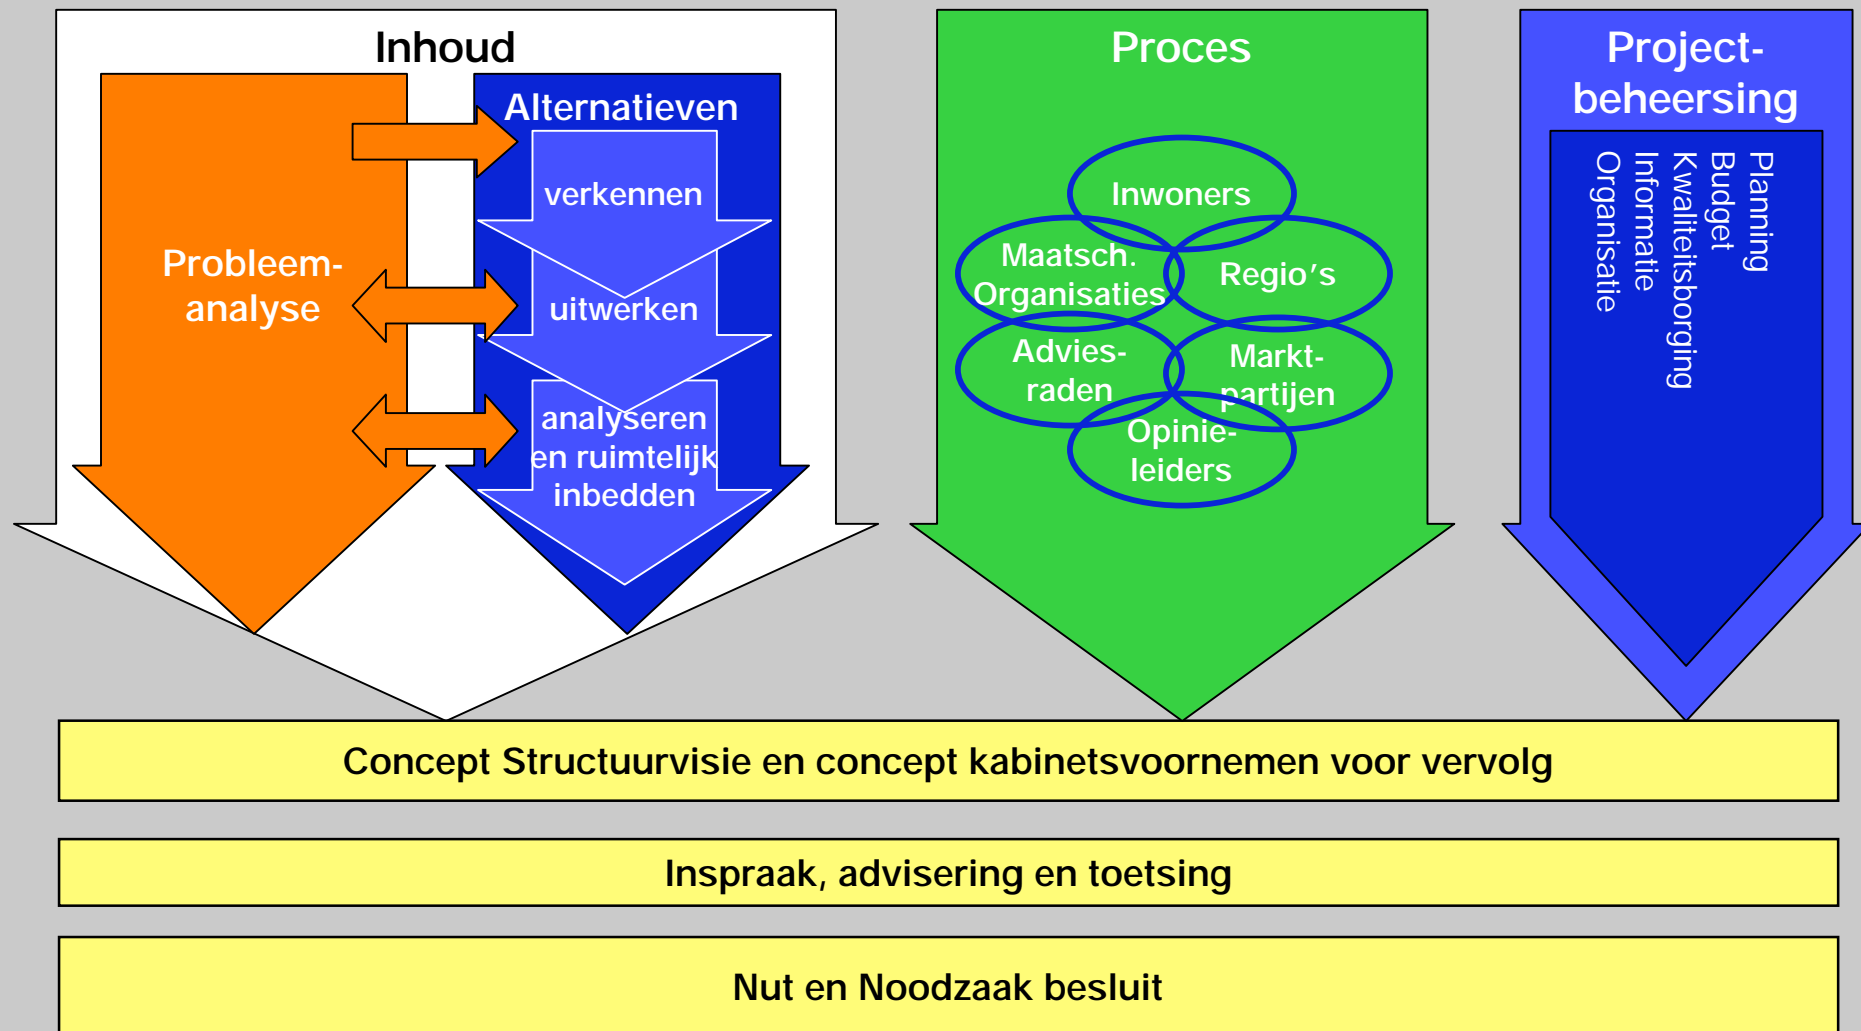 Inhoud
Probleem-
analyse
Alternatieven
verkennen
uitwerken
analyseren
en ruimtelijk
inbedden
Proces
Inwoners
Maatsch.
Organisaties
Regio's
Advies-
raden
Markt-
partijen
Opinie-
leiders
Project-
beheersing
Planning
Budget
Kwaliteitsborging
Informatie
Organisatie
Concept Structuurvisie en concept kabinetsvoornemen voor vervolg
Inspraak, advisering en toetsing
Nut en Noodzaak besluit